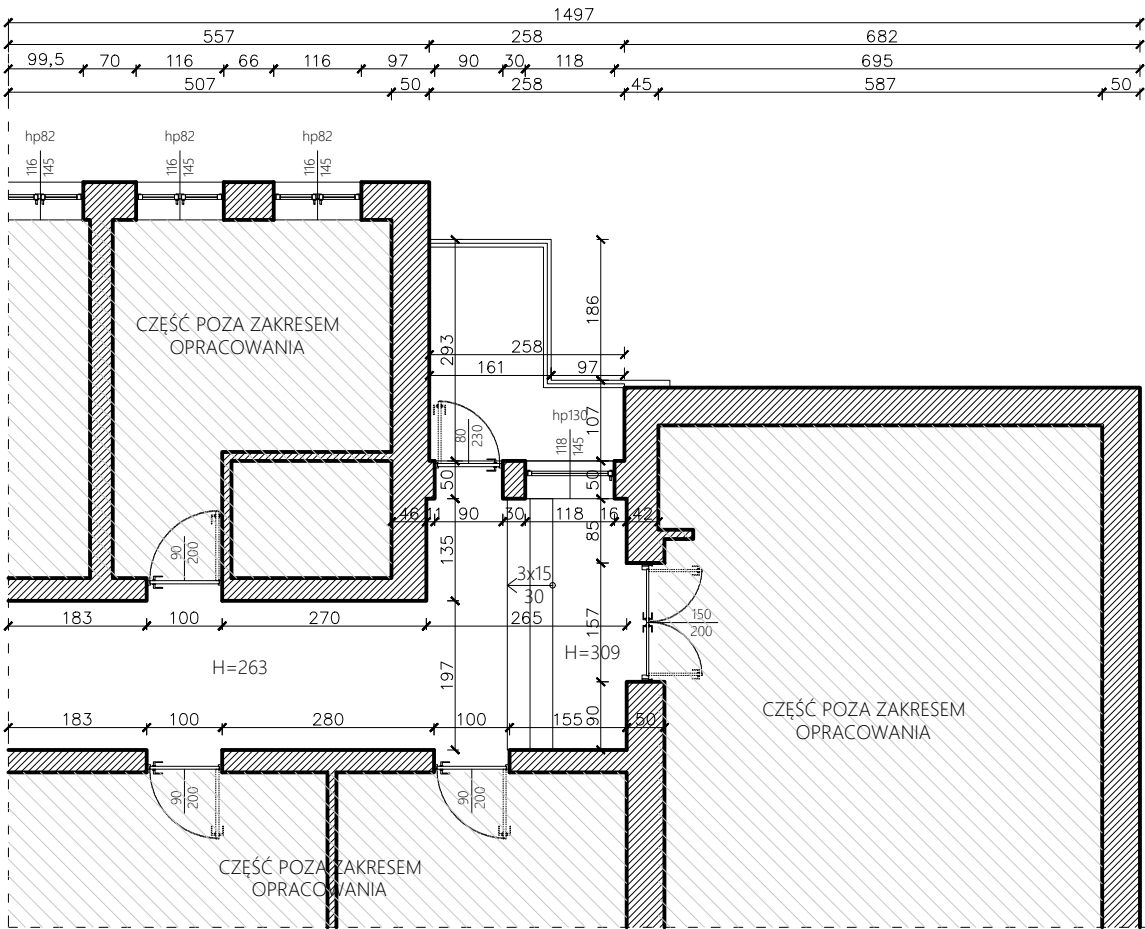 1497
557 258 682
99,5 70 116 66 116 97 90 30 118 695
507 50 258 45 587 50
hp82 hp82 hp82
116 145 116 145 116 145
CZĘŚĆ POZA ZAKRESEM
OPRACOWANIA
293
186
258
161 97
hp130
107
80 230
118 145
50 50
46 11 90 30 118 16 42
135
85
90 200
3x15
30
183 100 270 265
157
150
200
H=263
H=309
197
CZĘŚĆ POZA ZAKRESEM
OPRACOWANIA
183 100 280 100 155 90 50
90 200
90 200
CZĘŚĆ POZA ZAKRESEM
OPRACOWANIA